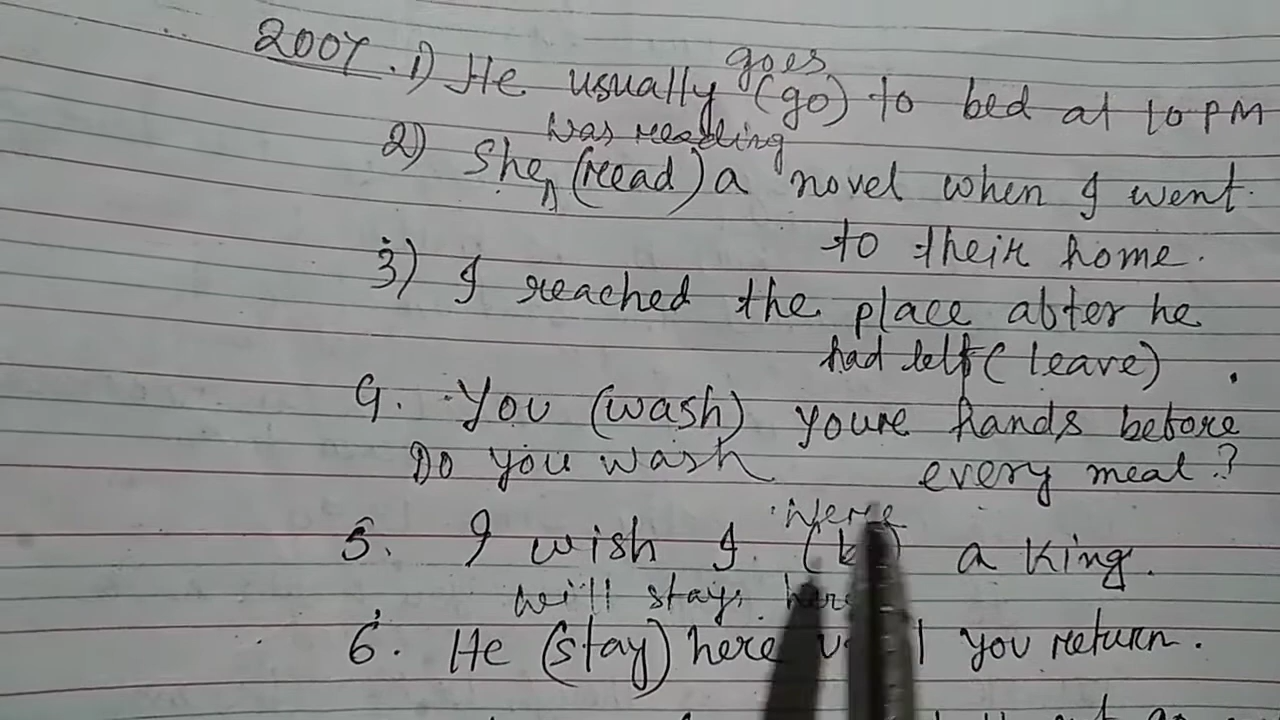 goes
2007. 1) He usually (go) to bed at 10 PM
was reading
2) She (read) a novel when I went
to their home.
3) I reached the place after he
had left (leave) .
4. You (wash) youre hands before
Do you wash every meal?
were
5. I wish I. a King.
will stay
6. He (stay) here you return.